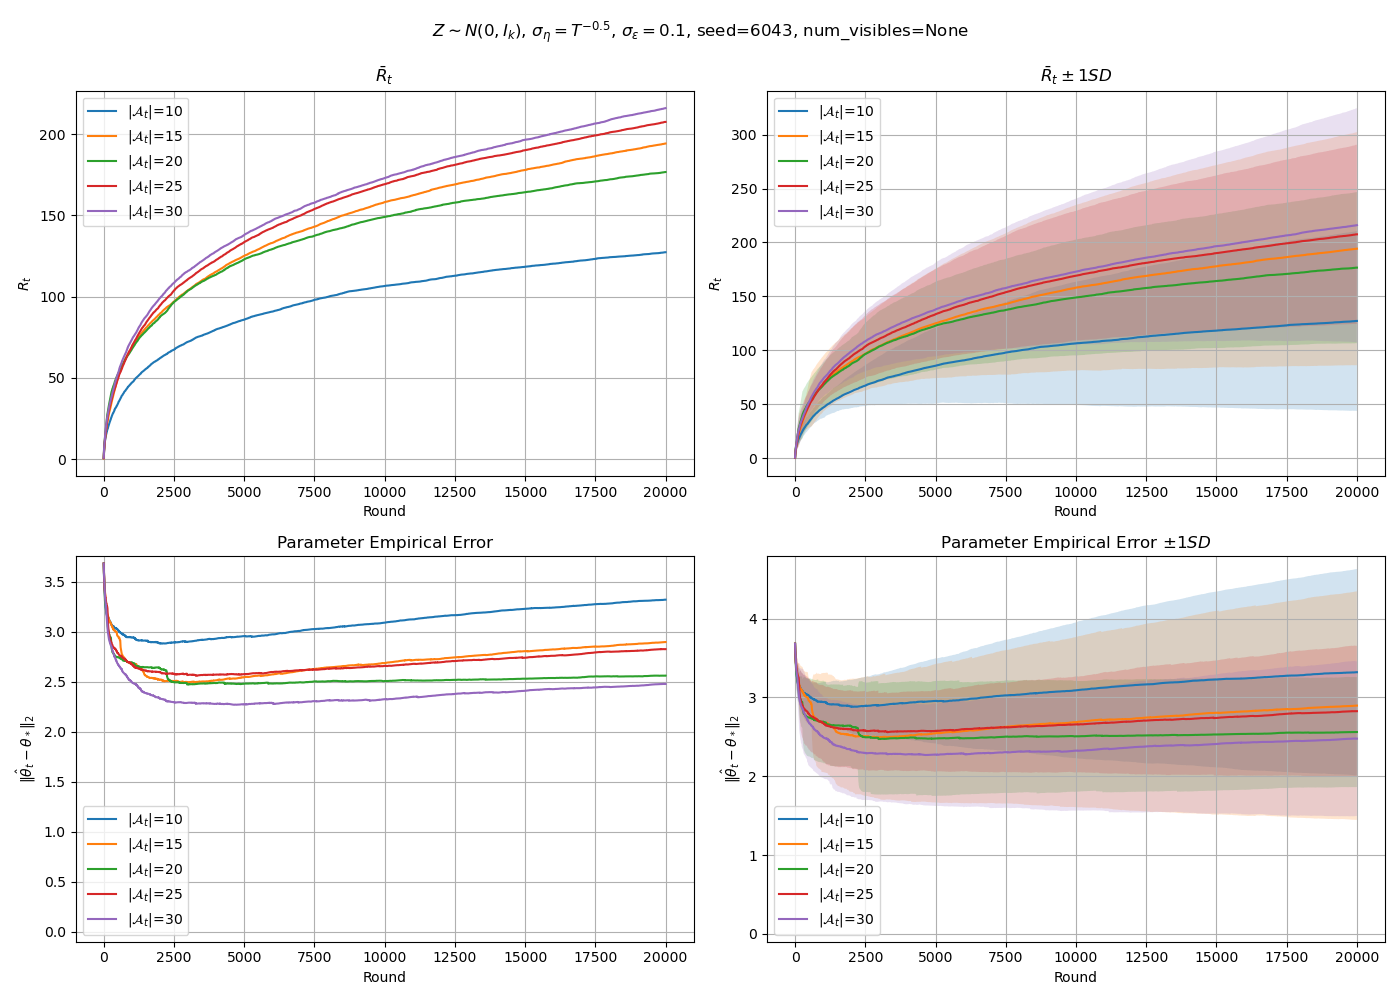 Z ~ N(0, I_k), σ_η = T^{-0.5}, σ_ε = 0.1, seed=6043, num_visibles=None
R̄_t
R_t
200
150
100
50
0
|𝒜_t|=10
|𝒜_t|=15
|𝒜_t|=20
|𝒜_t|=25
|𝒜_t|=30
0 2500 5000 7500 10000 12500 15000 17500 20000
Round
R̄_t ± 1SD
R_t
300
250
200
150
100
50
0
|𝒜_t|=10
|𝒜_t|=15
|𝒜_t|=20
|𝒜_t|=25
|𝒜_t|=30
0 2500 5000 7500 10000 12500 15000 17500 20000
Round
Parameter Empirical Error
‖θ̂_t − θ_*‖_2
3.5
3.0
2.5
2.0
1.5
1.0
0.5
0.0
|𝒜_t|=10
|𝒜_t|=15
|𝒜_t|=20
|𝒜_t|=25
|𝒜_t|=30
0 2500 5000 7500 10000 12500 15000 17500 20000
Round
Parameter Empirical Error ±1SD
‖θ̂_t − θ_*‖_2
4
3
2
1
0
|𝒜_t|=10
|𝒜_t|=15
|𝒜_t|=20
|𝒜_t|=25
|𝒜_t|=30
0 2500 5000 7500 10000 12500 15000 17500 20000
Round